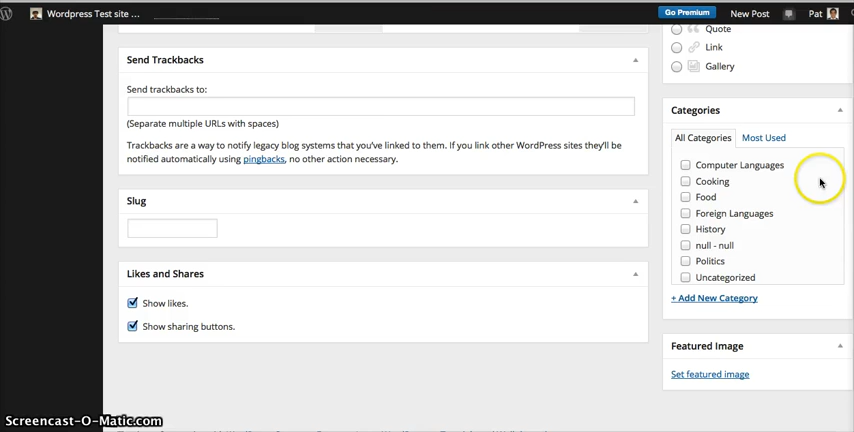 Wordpress Test site ...
Go Premium
New Post
Pat
Send Trackbacks
Send trackbacks to:
(Separate multiple URLs with spaces)
Trackbacks are a way to notify legacy blog systems that you've linked to them. If you link other WordPress sites they'll be
notified automatically using pingbacks, no other action necessary.
Slug
Likes and Shares
Show likes.
Show sharing buttons.
Quote
Link
Gallery
Categories
All Categories
Most Used
Computer Languages
Cooking
Food
Foreign Languages
History
null - null
Politics
Uncategorized
+ Add New Category
Featured Image
Set featured image
Screencast-O-Matic.com